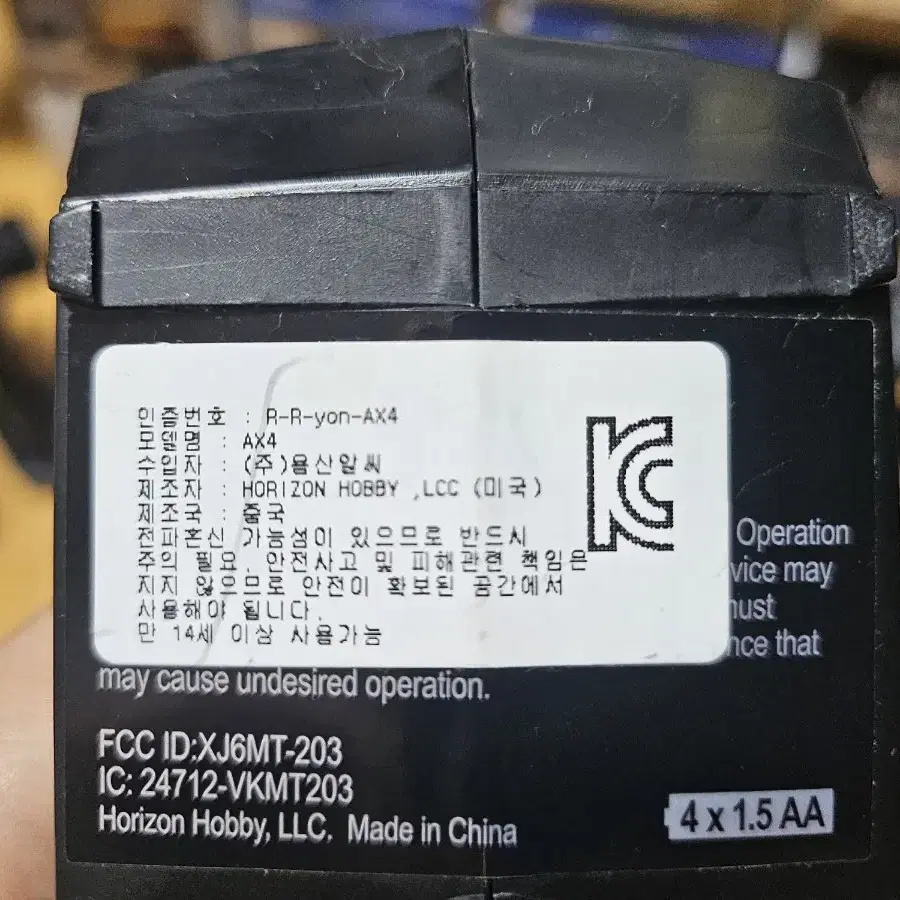 인증번호 : R-R-yon-AX4
모델명 : AX4
수입자 : (주)용산알씨
제조자 : HORIZON HOBBY ,LCC (미국)
제조국 : 중국
전파혼신 가능성이 있으므로 반드시
주의 필요. 안전사고 및 피해관련 책임은
지지 않으므로 안전이 확보된 공간에서
사용해야 됩니다.
만 14세 이상 사용가능
KC
Operation
vice may
nce that
may cause undesired operation.
FCC ID:XJ6MT-203
IC: 24712-VKMT203
Horizon Hobby, LLC. Made in China
4 x 1.5 AA